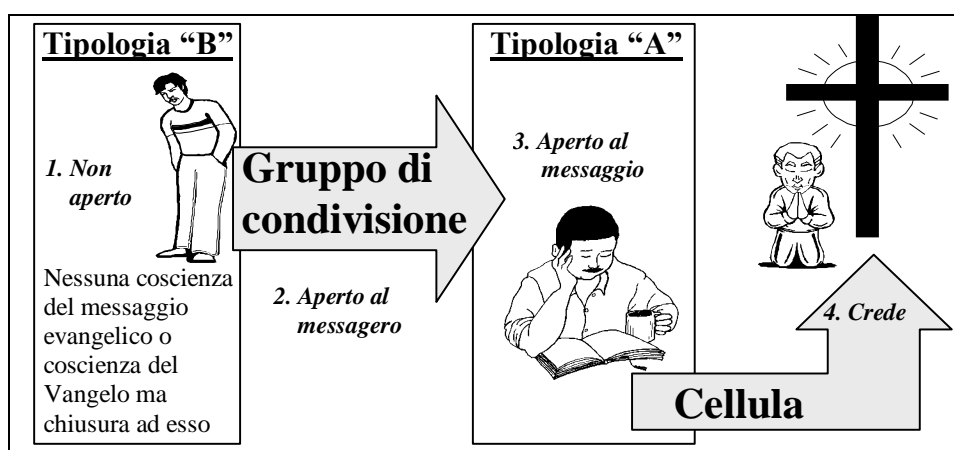 Tipologia “B”
1. Non
aperto
Nessuna coscienza
del messaggio
evangelico o
coscienza del
Vangelo ma
chiusura ad esso
Gruppo di
condivisione
2. Aperto al
messagero
Tipologia “A”
3. Aperto al
messaggio
Cellula
4. Crede